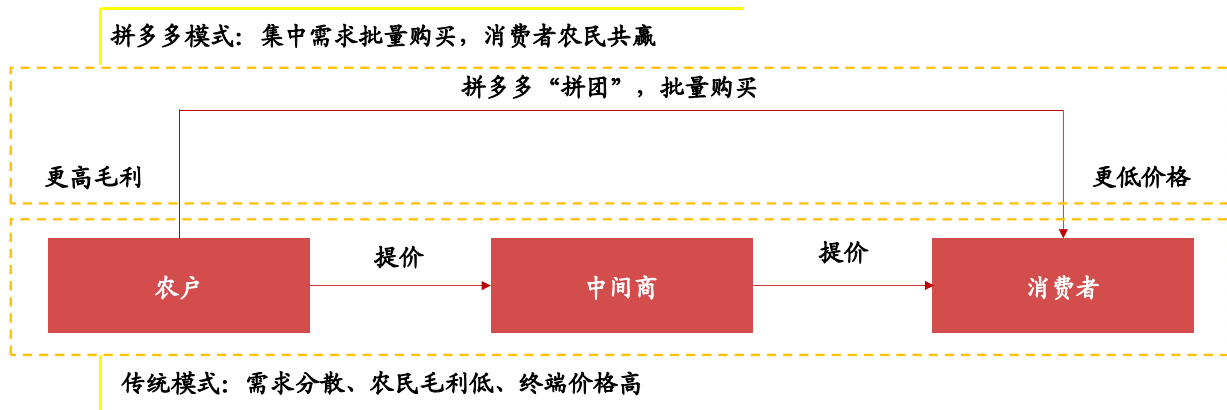 拼多多模式：集中需求批量购买，消费者农民共赢
拼多多“拼团”，批量购买
更高毛利
更低价格
提价
提价
农户
中间商
消费者
传统模式：需求分散、农民毛利低、终端价格高